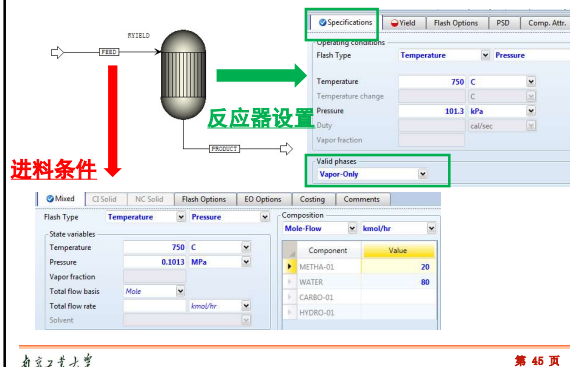 RYIELD
FEED
PRODUCT
反应器设置
进料条件
Specifications Yield Flash Options PSD Comp. Attr.
Operating conditions
Flash Type Temperature Pressure
Temperature 750 C
Temperature change C
Pressure 101.3 kPa
Duty cal/sec
Vapor fraction
Valid phases
Vapor-Only
Mixed CI Solid NC Solid Flash Options EO Options Costing Comments
Flash Type Temperature Pressure
State variables
Temperature 750 C
Pressure 0.1013 MPa
Vapor fraction
Total flow basis Mole
Total flow rate kmol/hr
Solvent
Composition
Mole-Flow kmol/hr
Component Value
METHA-01 20
WATER 80
CARBO-01
HYDRO-01
南京工业大学
第 45 页